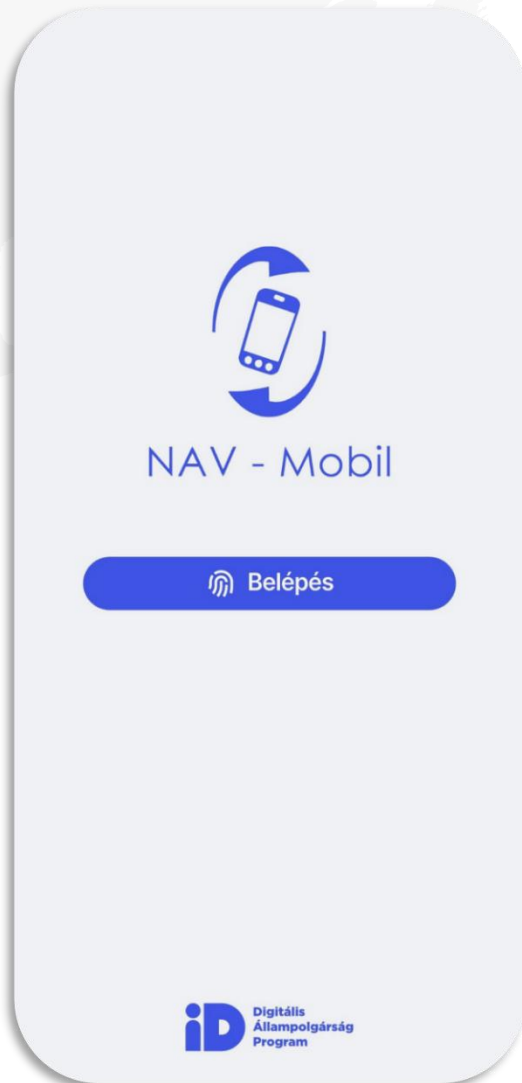 NAV - Mobil
Belépés
iD
Digitális
Állampolgárság
Program